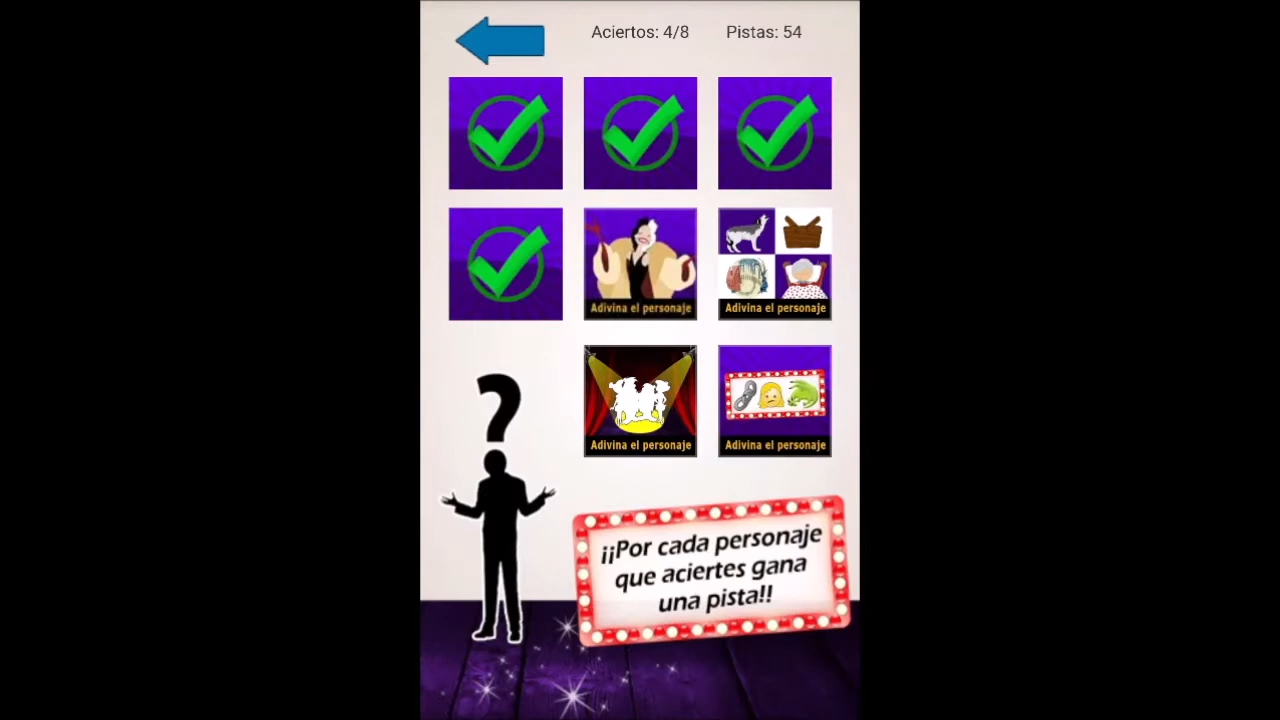 Aciertos: 4/8
Pistas: 54
Adivina el personaje
Adivina el personaje
Adivina el personaje
Adivina el personaje
¡¡Por cada personaje
que aciertes gana
una pista!!